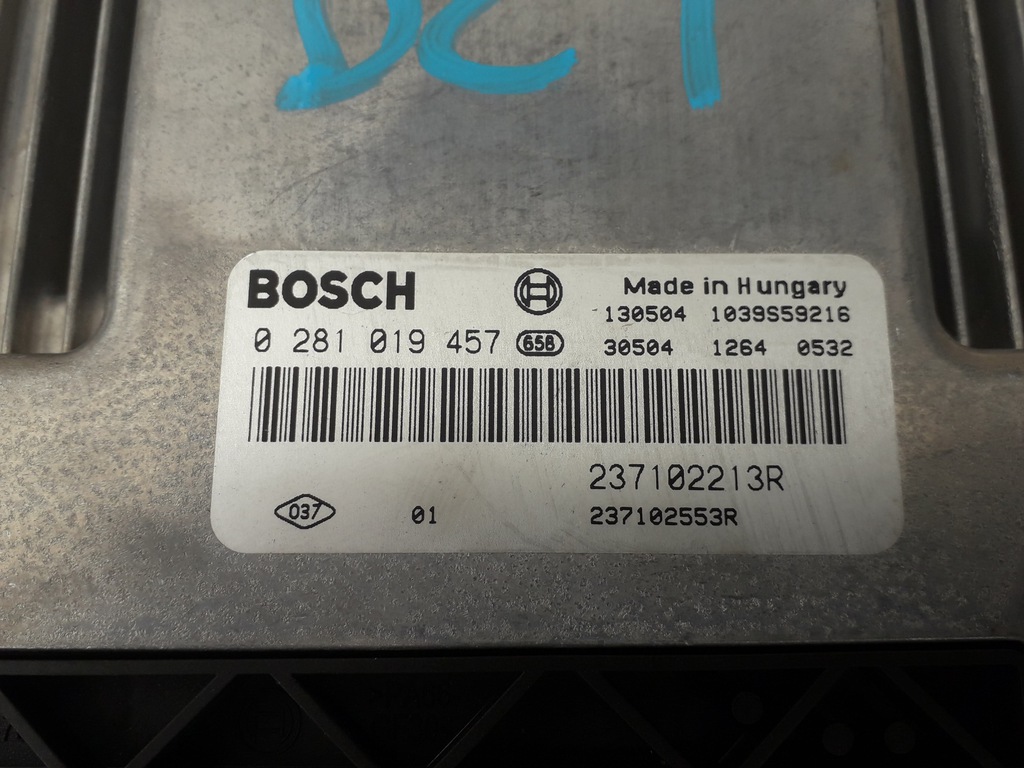 BOSCH
Made in Hungary
130504 1039S59216
0 281 019 457 658
30504 1264 0532
237102213R
037 01 237102553R